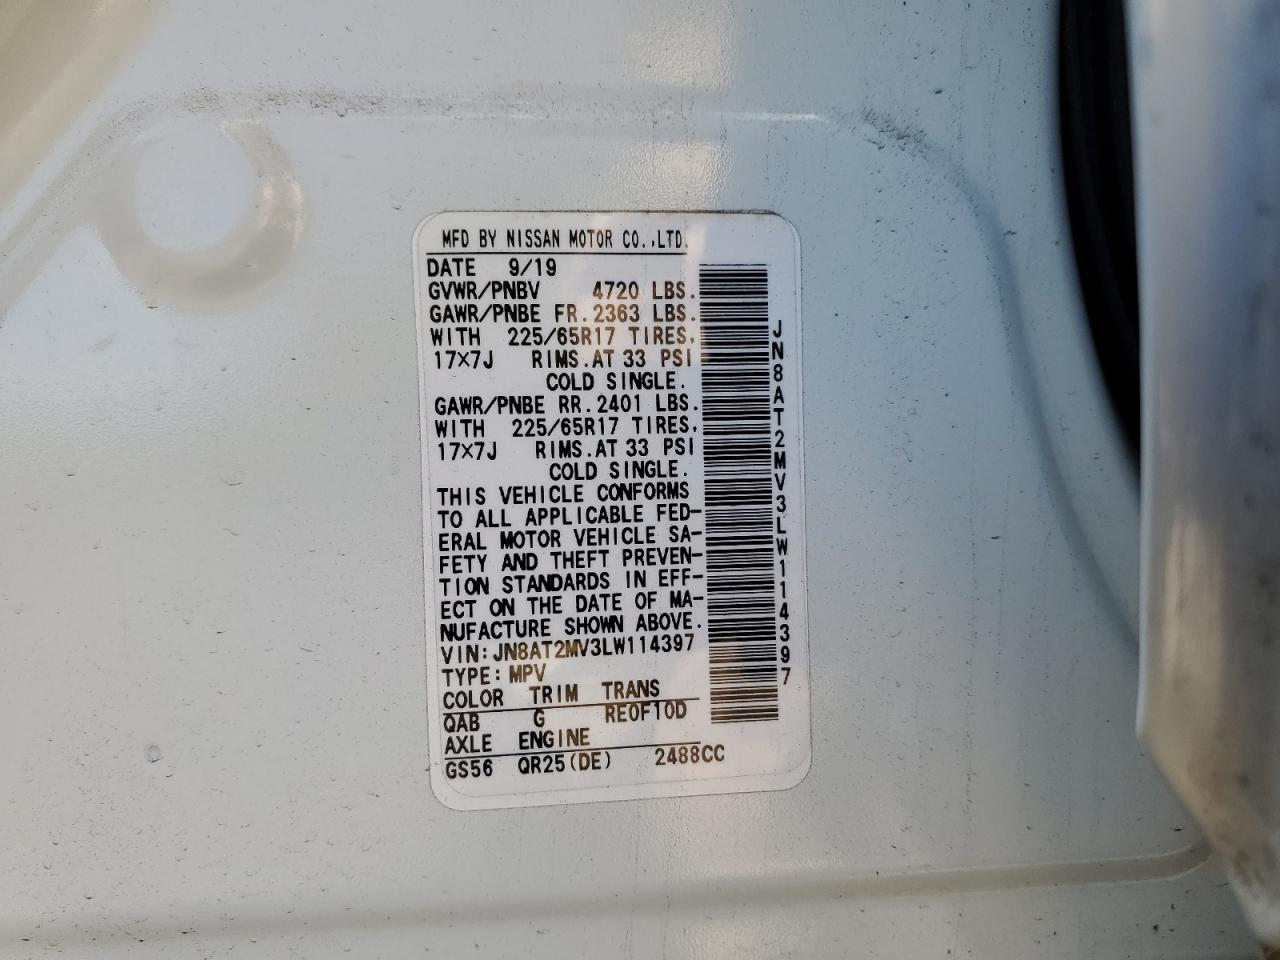 MFD BY NISSAN MOTOR CO.,LTD.
DATE 9/19
GVWR/PNBV 4720 LBS.
GAWR/PNBE FR.2363 LBS.
WITH 225/65R17 TIRES,
17×7J RIMS.AT 33 PSI
COLD SINGLE.
GAWR/PNBE RR.2401 LBS.
WITH 225/65R17 TIRES,
17×7J RIMS.AT 33 PSI
COLD SINGLE.
THIS VEHICLE CONFORMS
TO ALL APPLICABLE FED-
ERAL MOTOR VEHICLE SA-
FETY AND THEFT PREVEN-
TION STANDARDS IN EFF-
ECT ON THE DATE OF MA-
NUFACTURE SHOWN ABOVE.
VIN:JN8AT2MV3LW114397
TYPE:MPV
COLOR TRIM TRANS
QAB G RE0F10D
AXLE ENGINE
GS56 QR25(DE) 2488CC
JN8AT2MV3LW114397